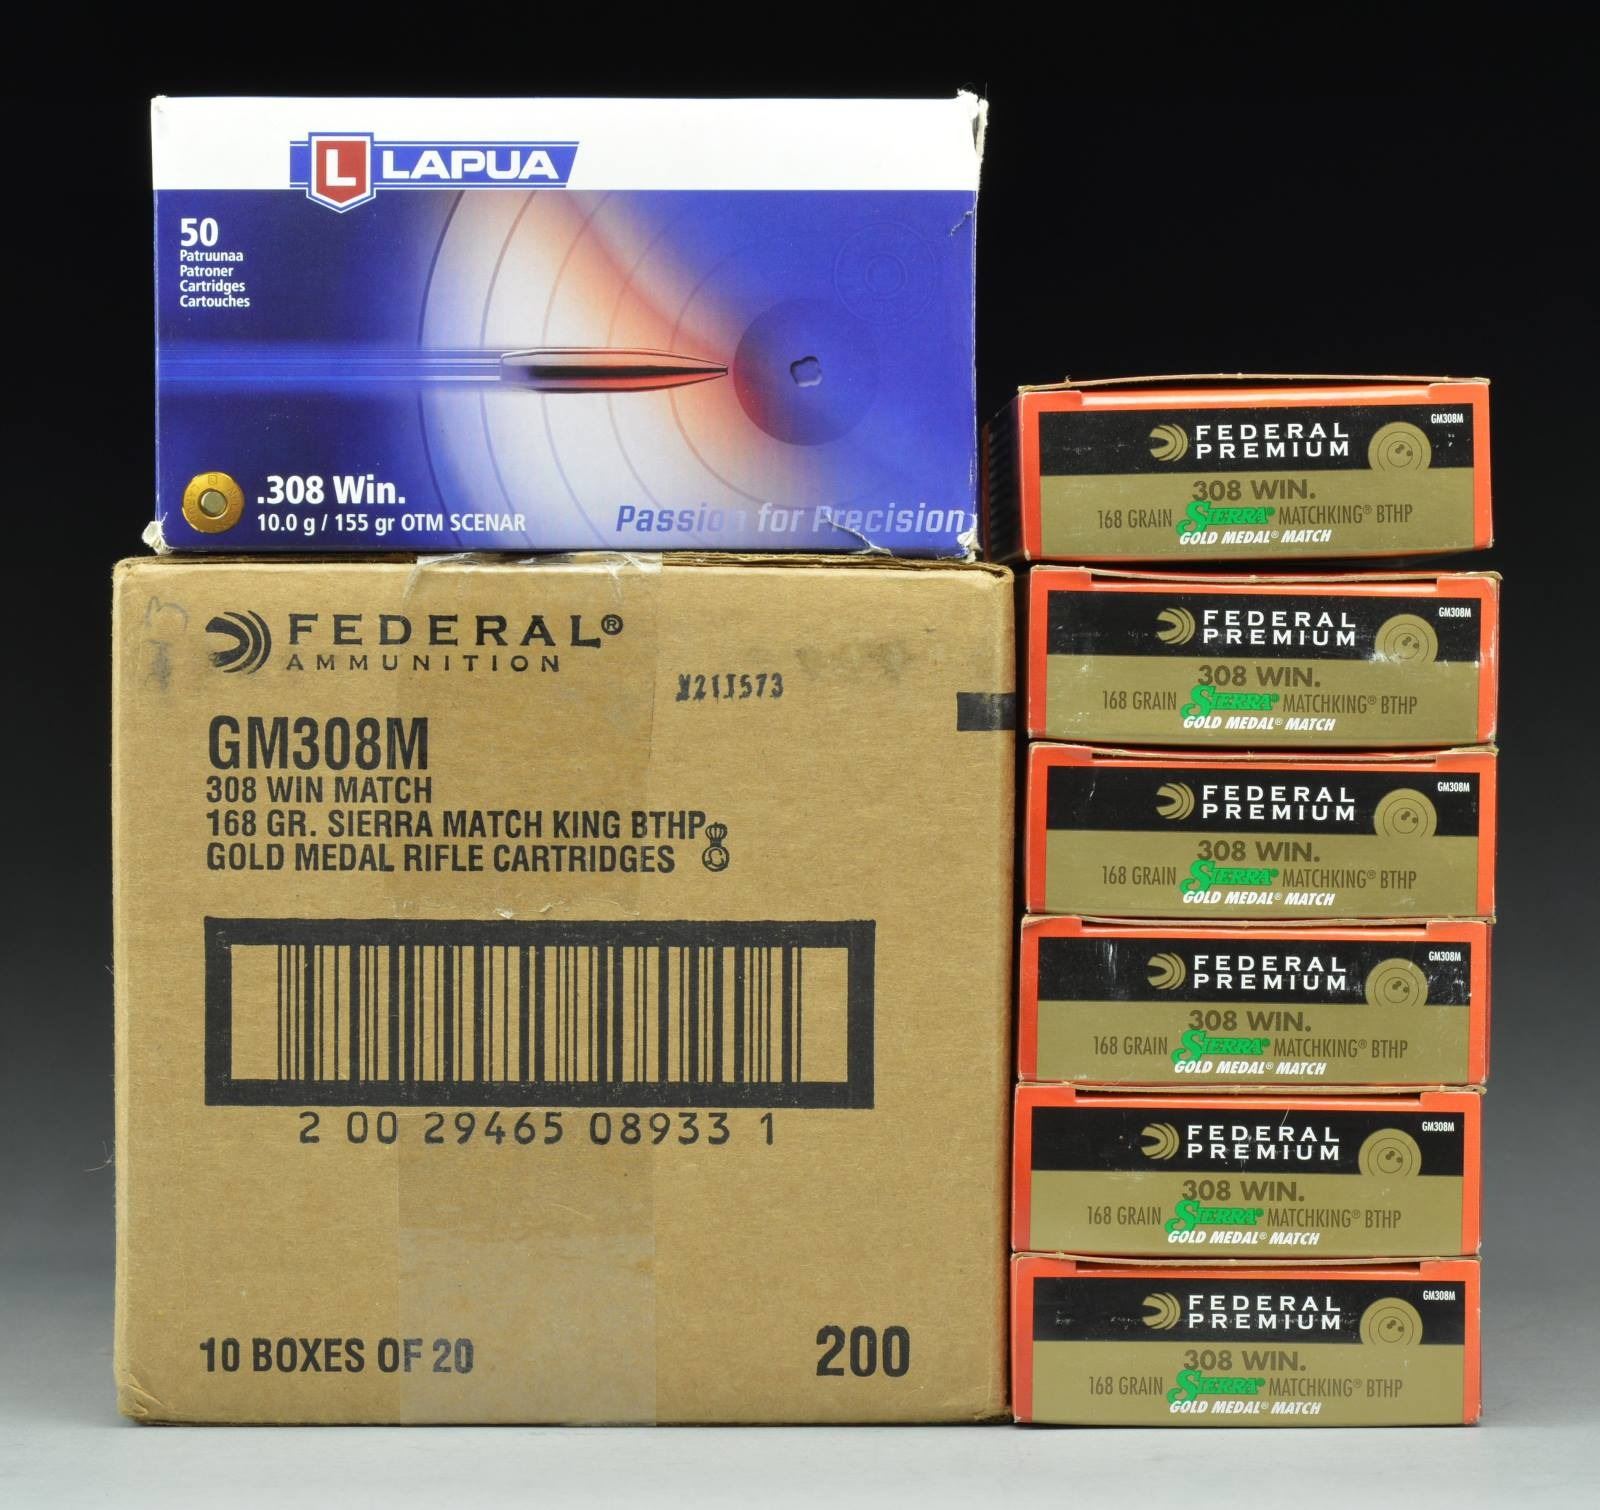 L LAPUA
50
Patruunaa
Patroner
Cartridges
Cartouches
.308 Win.
10.0 g / 155 gr OTM SCENAR
Passion for Precision
FEDERAL®
AMMUNITION
GM308M
308 WIN MATCH
168 GR. SIERRA MATCH KING BTHP
GOLD MEDAL RIFLE CARTRIDGES
2 00 29465 08933 1
10 BOXES OF 20
200
GM308M
FEDERAL
PREMIUM
308 WIN.
168 GRAIN SIERRA® MATCHKING® BTHP
GOLD MEDAL® MATCH
GM308M
FEDERAL
PREMIUM
308 WIN.
168 GRAIN SIERRA® MATCHKING® BTHP
GOLD MEDAL® MATCH
GM308M
FEDERAL
PREMIUM
308 WIN.
168 GRAIN SIERRA® MATCHKING® BTHP
GOLD MEDAL® MATCH
GM308M
FEDERAL
PREMIUM
308 WIN.
168 GRAIN SIERRA® MATCHKING® BTHP
GOLD MEDAL® MATCH
GM308M
FEDERAL
PREMIUM
308 WIN.
168 GRAIN SIERRA® MATCHKING® BTHP
GOLD MEDAL® MATCH
GM308M
FEDERAL
PREMIUM
308 WIN.
168 GRAIN SIERRA® MATCHKING® BTHP
GOLD MEDAL® MATCH